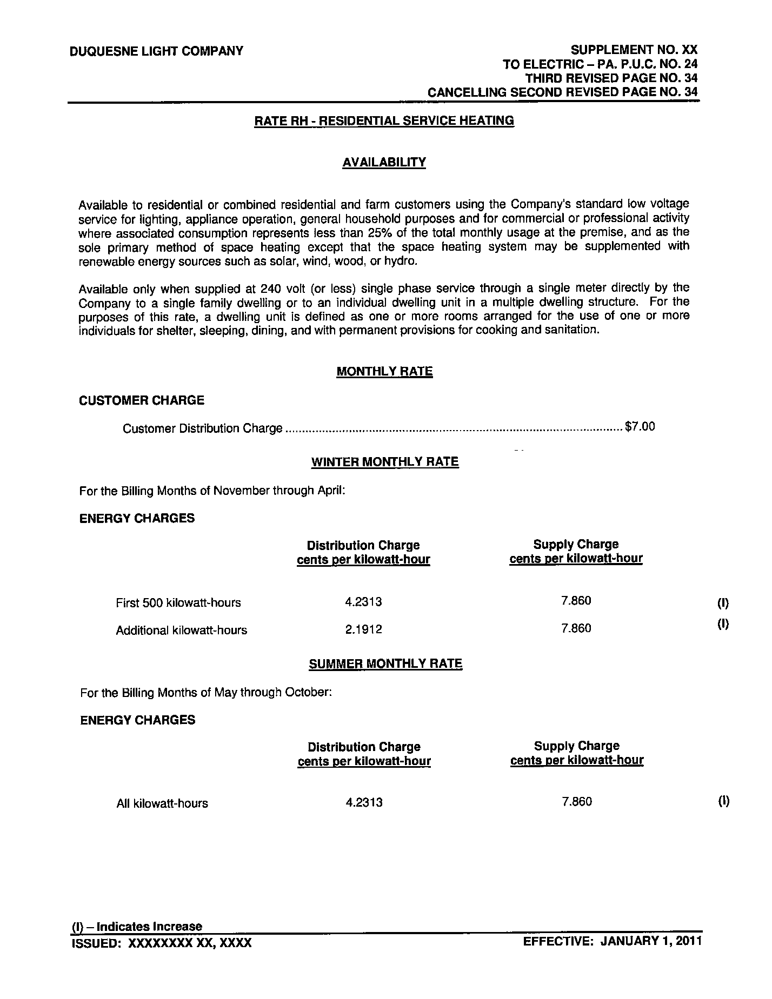 DUQUESNE LIGHT COMPANY
SUPPLEMENT NO. XX
TO ELECTRIC – PA. P.U.C. NO. 24
THIRD REVISED PAGE NO. 34
CANCELLING SECOND REVISED PAGE NO. 34
RATE RH - RESIDENTIAL SERVICE HEATING
AVAILABILITY
Available to residential or combined residential and farm customers using the Company's standard low voltage
service for lighting, appliance operation, general household purposes and for commercial or professional activity
where associated consumption represents less than 25% of the total monthly usage at the premise, and as the
sole primary method of space heating except that the space heating system may be supplemented with
renewable energy sources such as solar, wind, wood, or hydro.
Available only when supplied at 240 volt (or less) single phase service through a single meter directly by the
Company to a single family dwelling or to an individual dwelling unit in a multiple dwelling structure. For the
purposes of this rate, a dwelling unit is defined as one or more rooms arranged for the use of one or more
individuals for shelter, sleeping, dining, and with permanent provisions for cooking and sanitation.
MONTHLY RATE
CUSTOMER CHARGE
Customer Distribution Charge ..................................................................................................... $7.00
WINTER MONTHLY RATE
For the Billing Months of November through April:
ENERGY CHARGES
Distribution Charge Supply Charge
cents per kilowatt-hour cents per kilowatt-hour
First 500 kilowatt-hours 4.2313 7.860 (I)
Additional kilowatt-hours 2.1912 7.860 (I)
SUMMER MONTHLY RATE
For the Billing Months of May through October:
ENERGY CHARGES
Distribution Charge Supply Charge
cents per kilowatt-hour cents per kilowatt-hour
All kilowatt-hours 4.2313 7.860 (I)
(I) – Indicates Increase
ISSUED: XXXXXXXX XX, XXXX EFFECTIVE: JANUARY 1, 2011